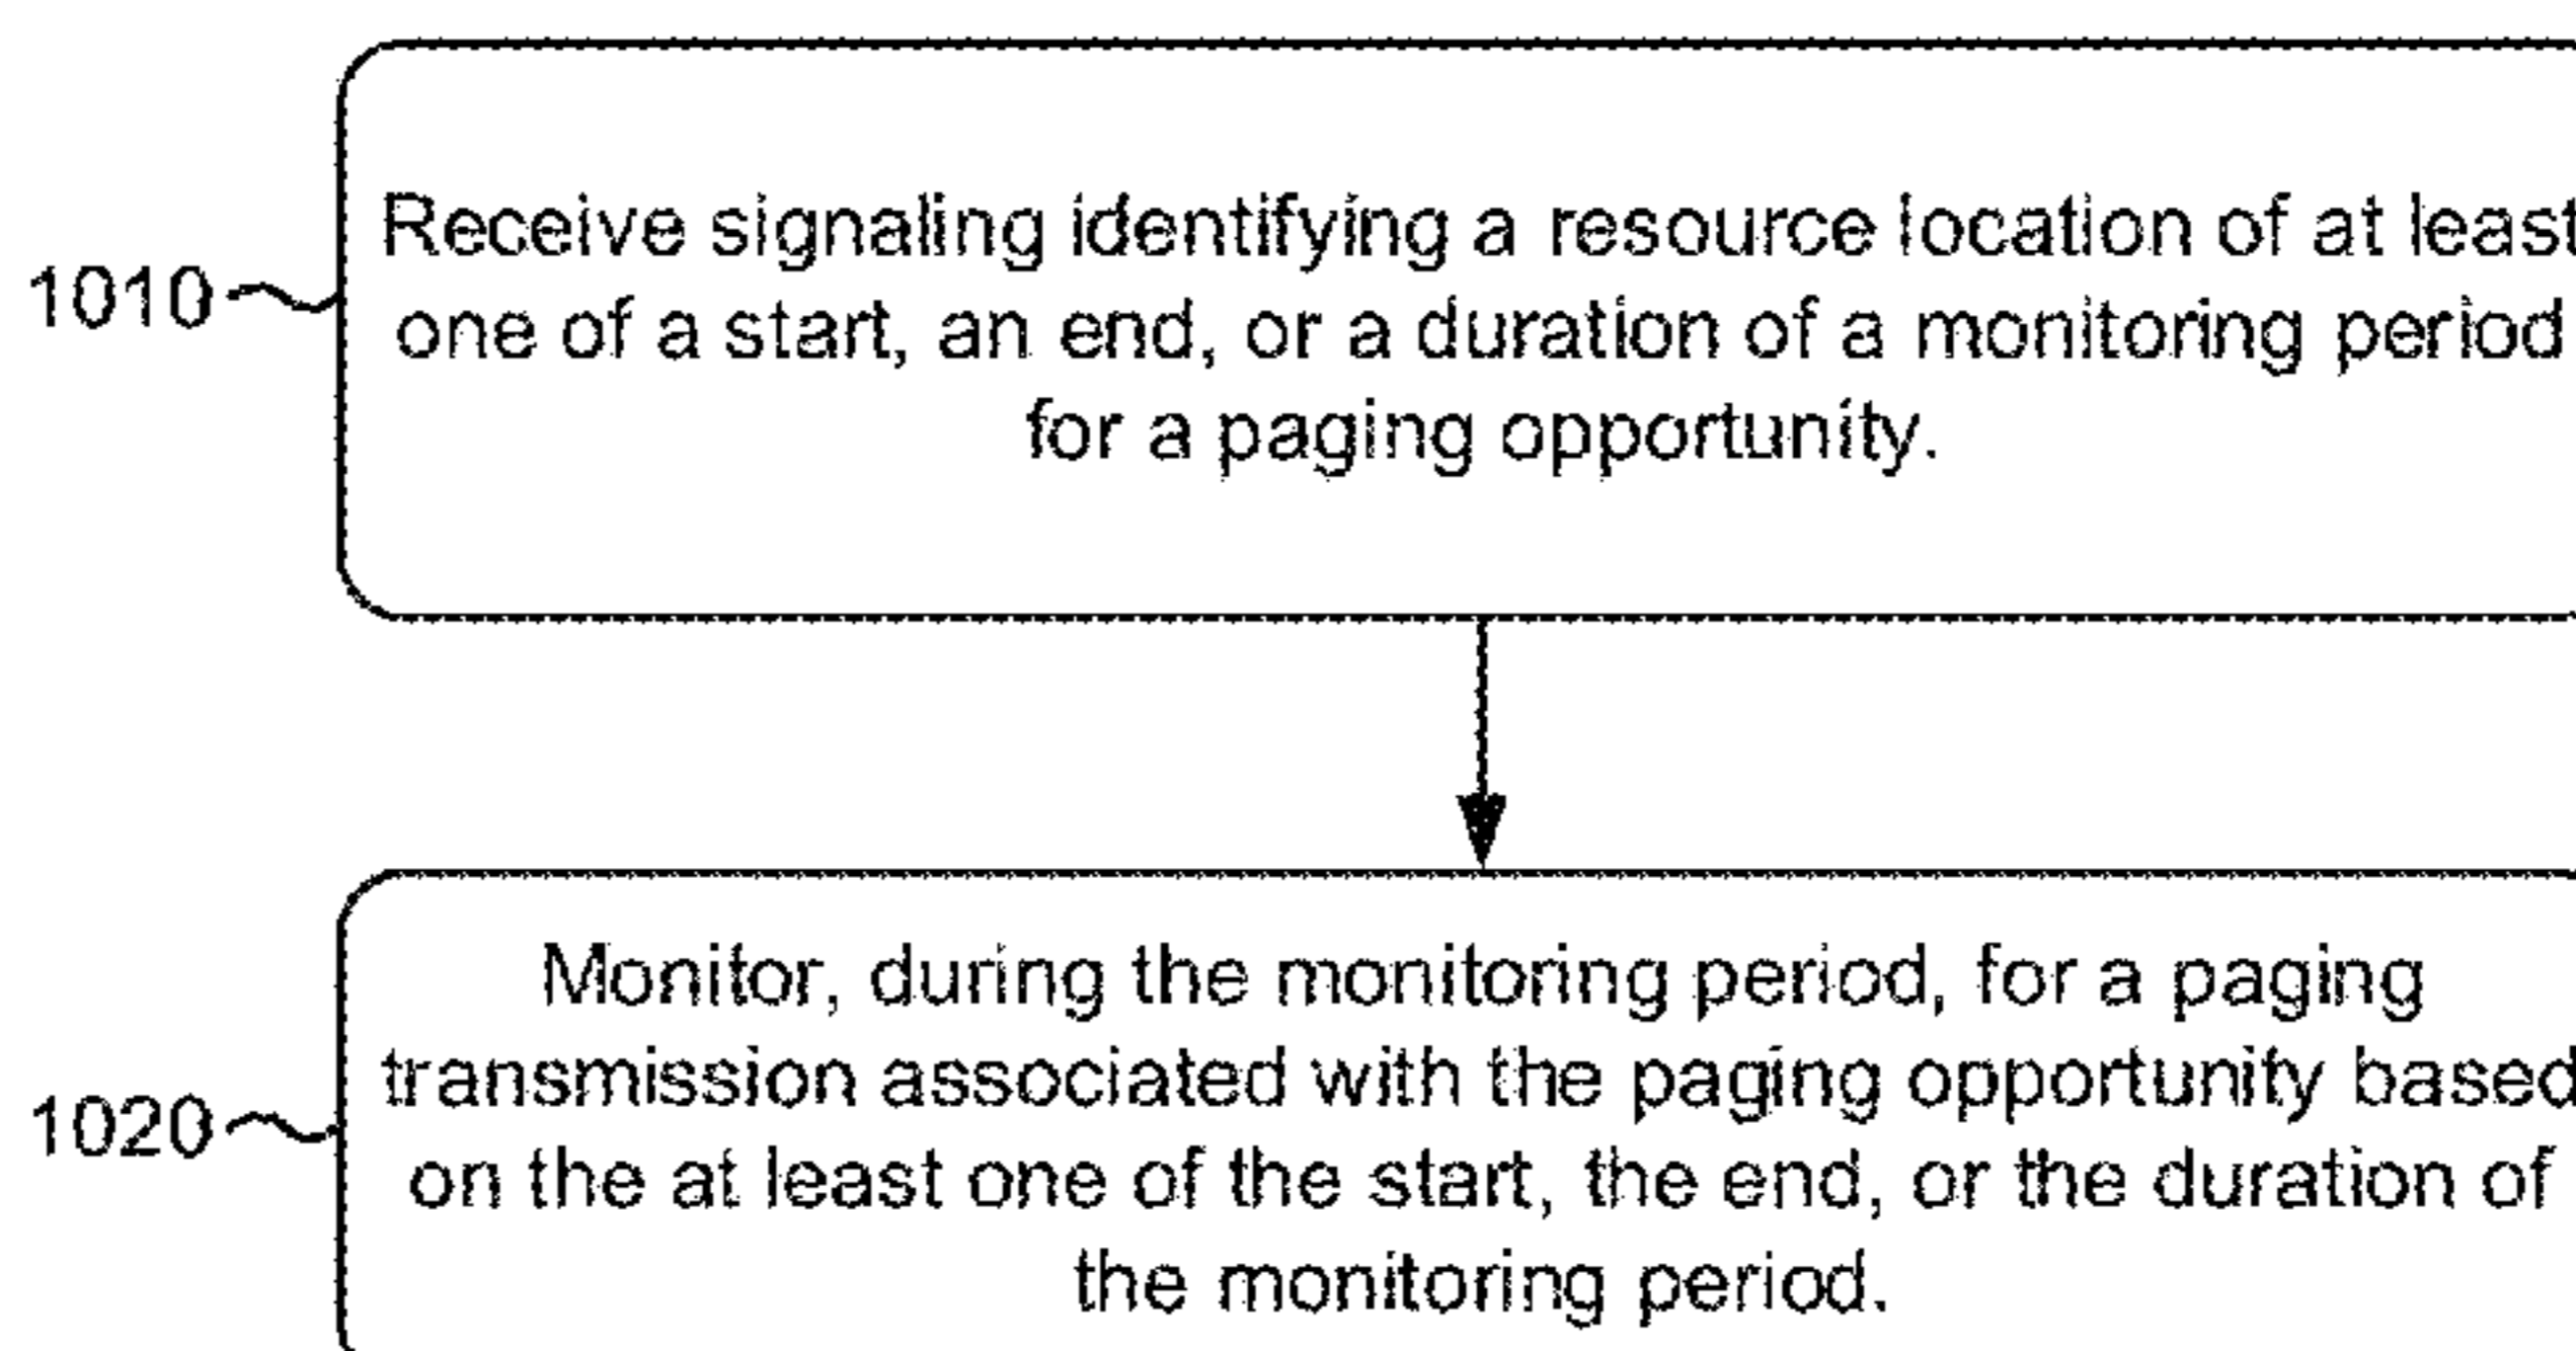 Receive signaling identifying a resource location of at least
1010
one of a start, an end, or a duration of a monitoring period
for a paging opportunity.
Monitor, during the monitoring period, for a paging
transmission associated with the paging opportunity based
1020
on the at least one of the start, the end, or the duration of
the monitoring period.